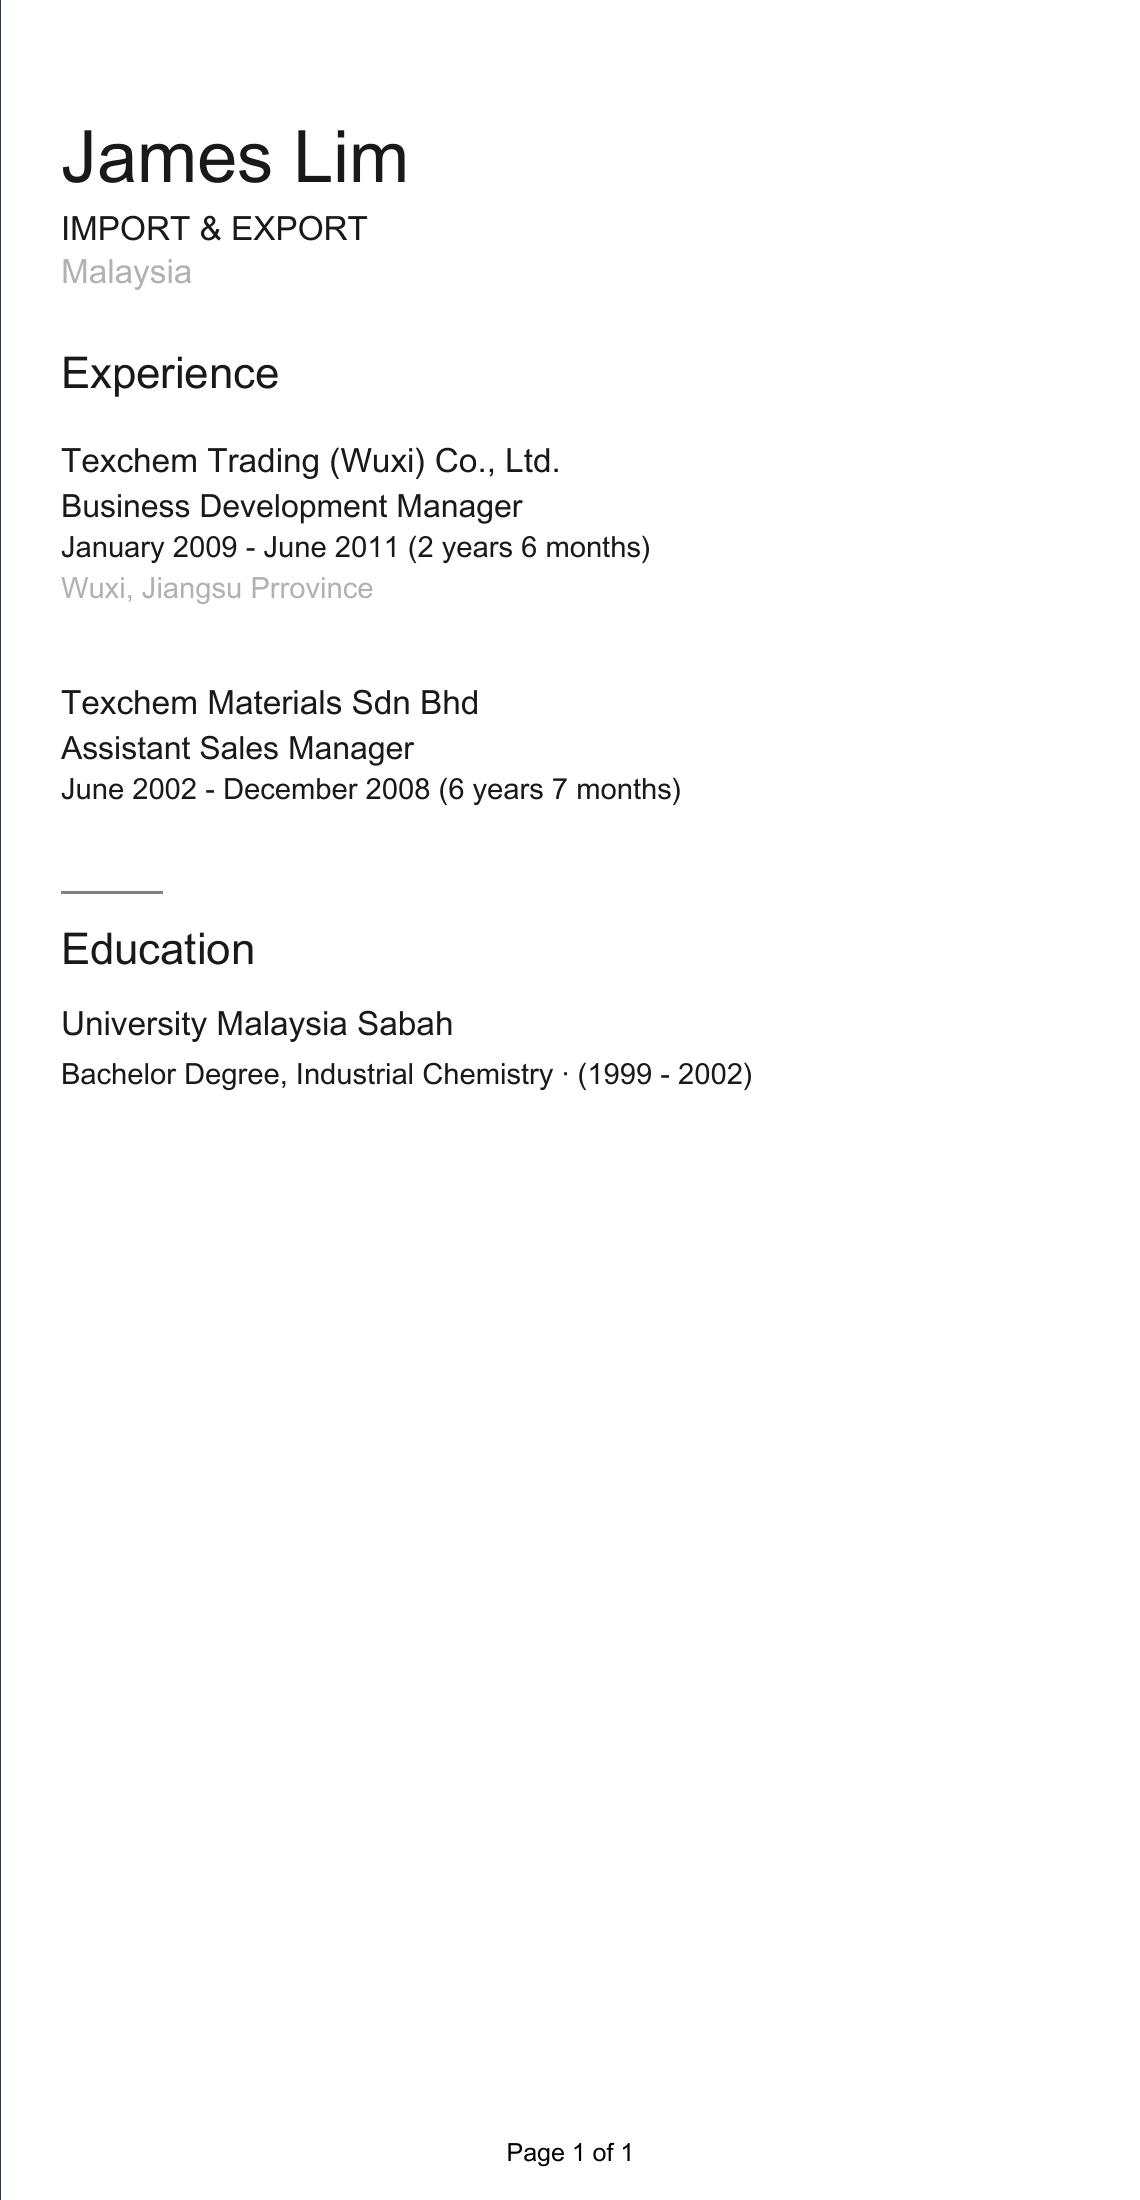 James Lim
IMPORT & EXPORT
Malaysia
Experience
Texchem Trading (Wuxi) Co., Ltd.
Business Development Manager
January 2009 - June 2011 (2 years 6 months)
Wuxi, Jiangsu Prrovince
Texchem Materials Sdn Bhd
Assistant Sales Manager
June 2002 - December 2008 (6 years 7 months)
Education
University Malaysia Sabah
Bachelor Degree, Industrial Chemistry · (1999 - 2002)
Page 1 of 1